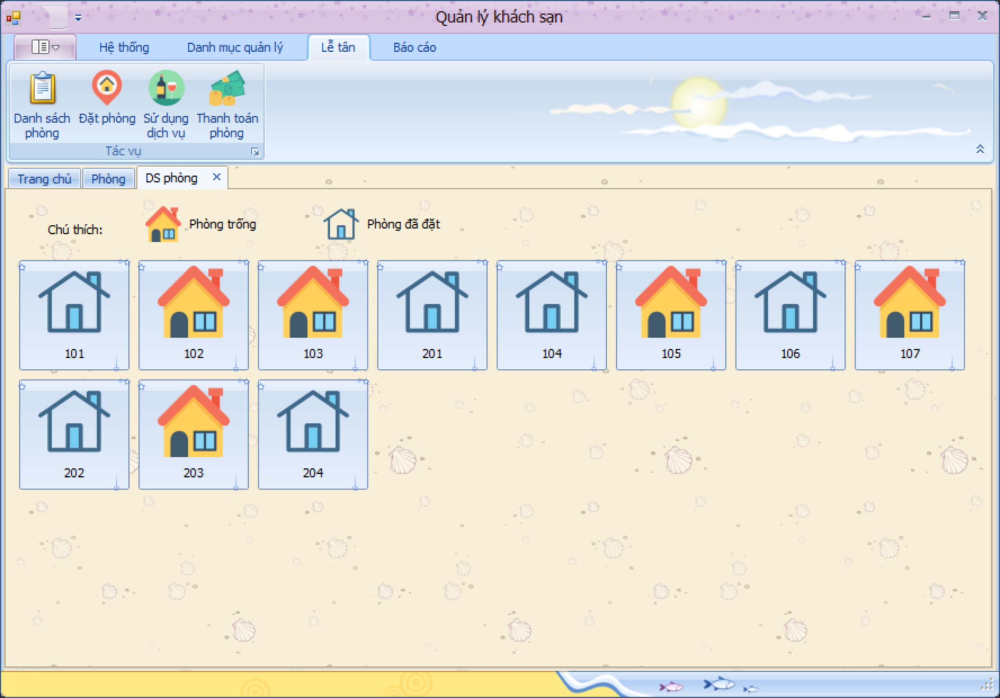 Quản lý khách sạn
Hệ thống
Danh mục quản lý
Lễ tân
Báo cáo
Danh sách
phòng
Đặt phòng
Sử dụng
dịch vụ
Thanh toán
phòng
Tác vụ
Trang chủ
Phòng
DS phòng
Chú thích:
Phòng trống
Phòng đã đặt
101
102
103
201
104
105
106
107
202
203
204